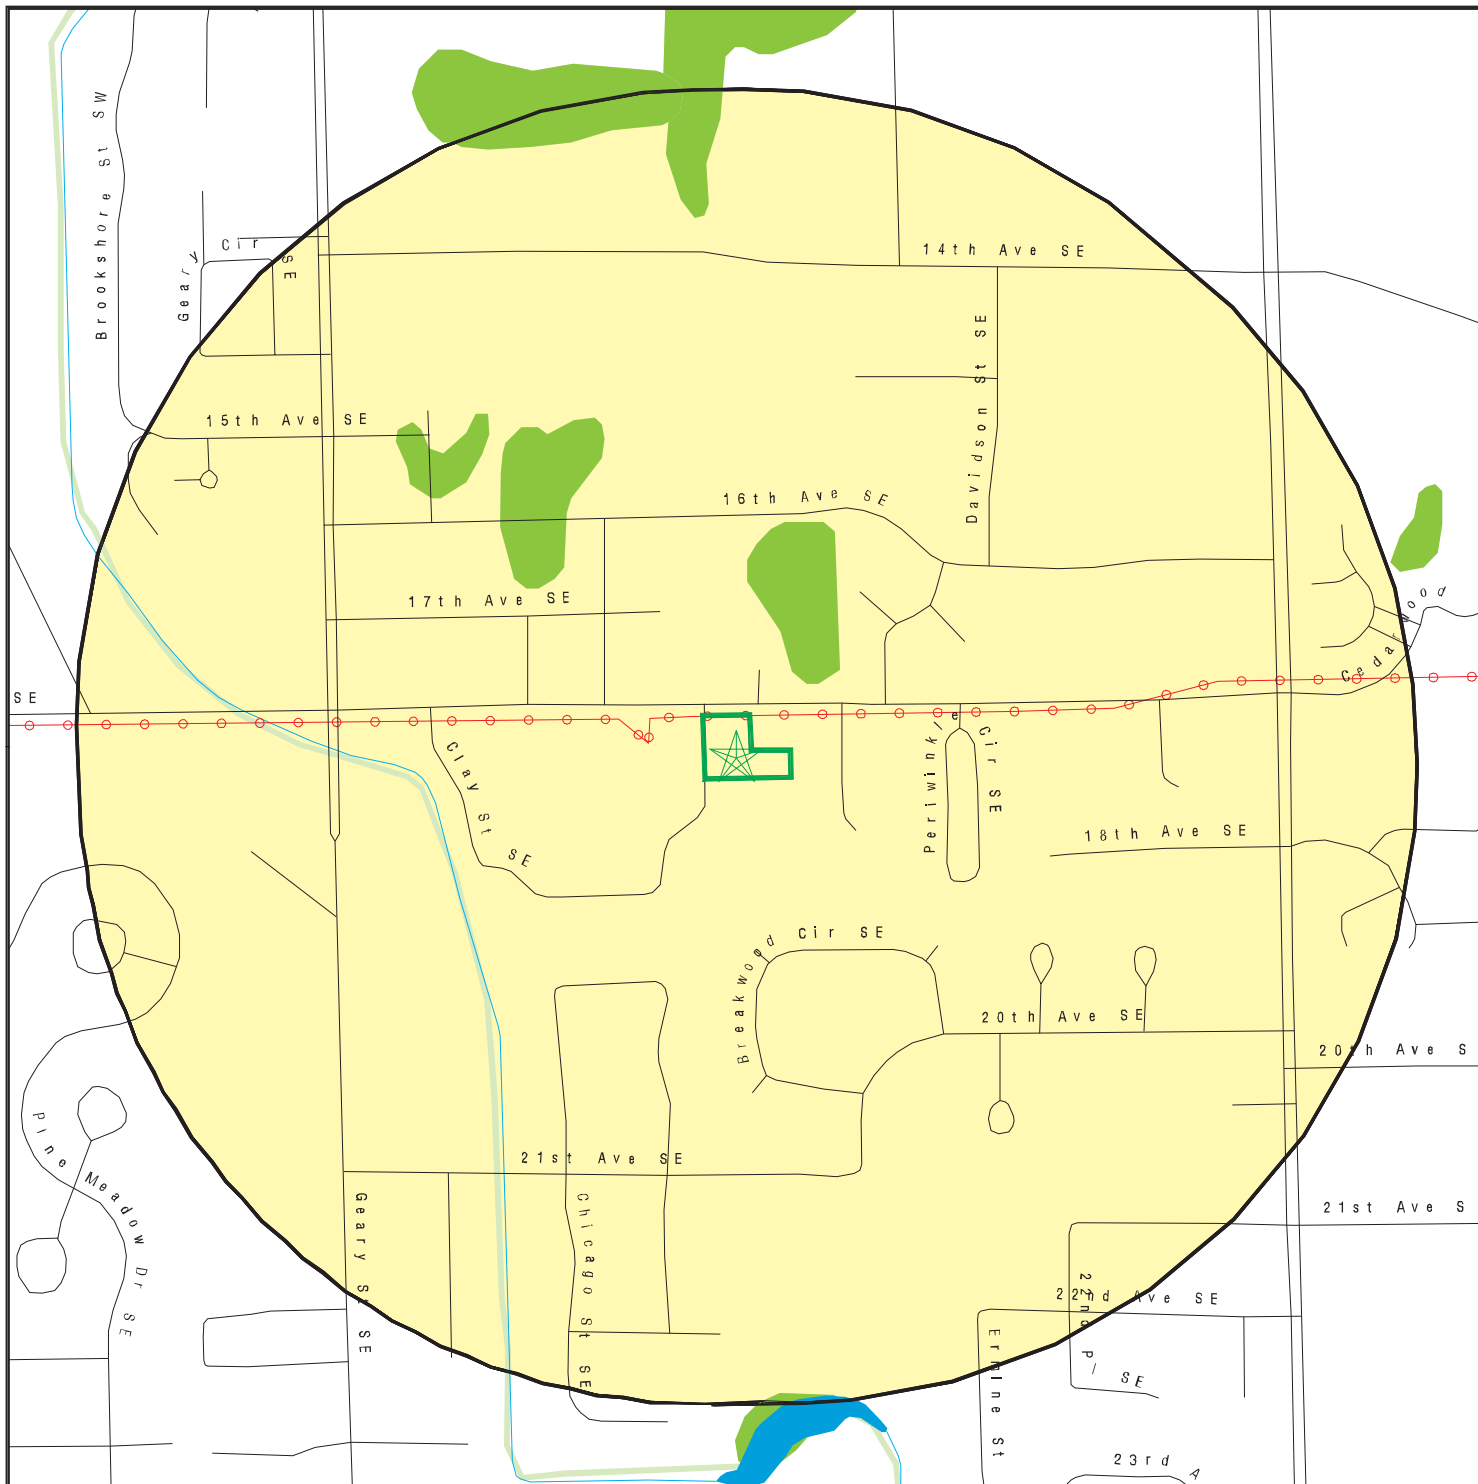 Brookshore St SW
Geary Cir SE
14th Ave SE
Davidson St SE
15th Ave SE
16th Ave SE
17th Ave SE
Cedarwood
SE
Clay St SE
Periwinkle Cir SE
18th Ave SE
Breakwood Cir SE
20th Ave SE
20th Ave S
Pine Meadow Dr SE
21st Ave SE
Geary St SE
Chicago St SE
21st Ave S
22nd Ave SE
22nd Pl SE
Ermine St
23rd A